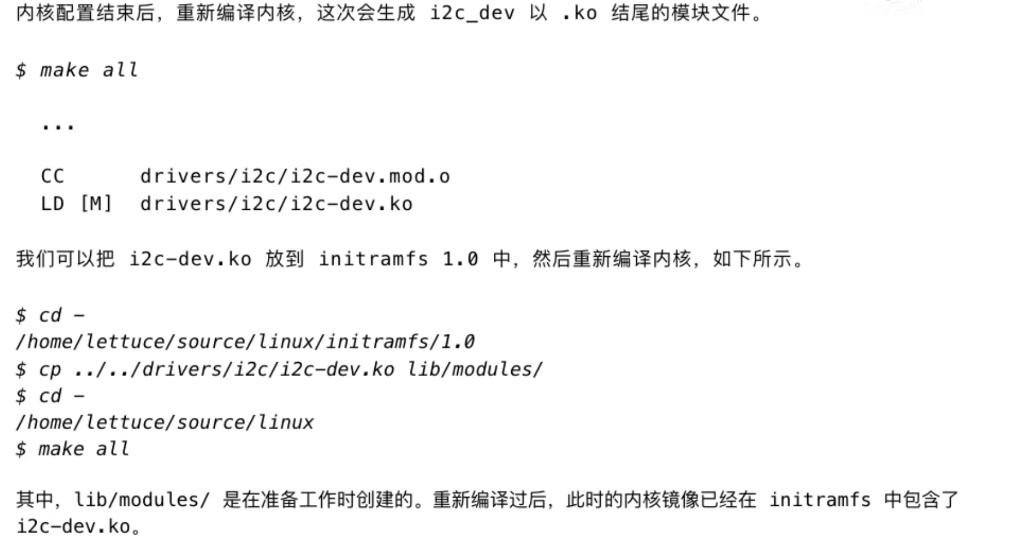 内核配置结束后，重新编译内核，这次会生成 i2c_dev 以 .ko 结尾的模块文件。
$ make all
...
CC      drivers/i2c/i2c-dev.mod.o
LD [M]  drivers/i2c/i2c-dev.ko
我们可以把 i2c-dev.ko 放到 initramfs 1.0 中，然后重新编译内核，如下所示。
$ cd -
/home/lettuce/source/linux/initramfs/1.0
$ cp ../../drivers/i2c/i2c-dev.ko lib/modules/
$ cd -
/home/lettuce/source/linux
$ make all
其中，lib/modules/ 是在准备工作时创建的。重新编译过后，此时的内核镜像已经在 initramfs 中包含了
i2c-dev.ko。